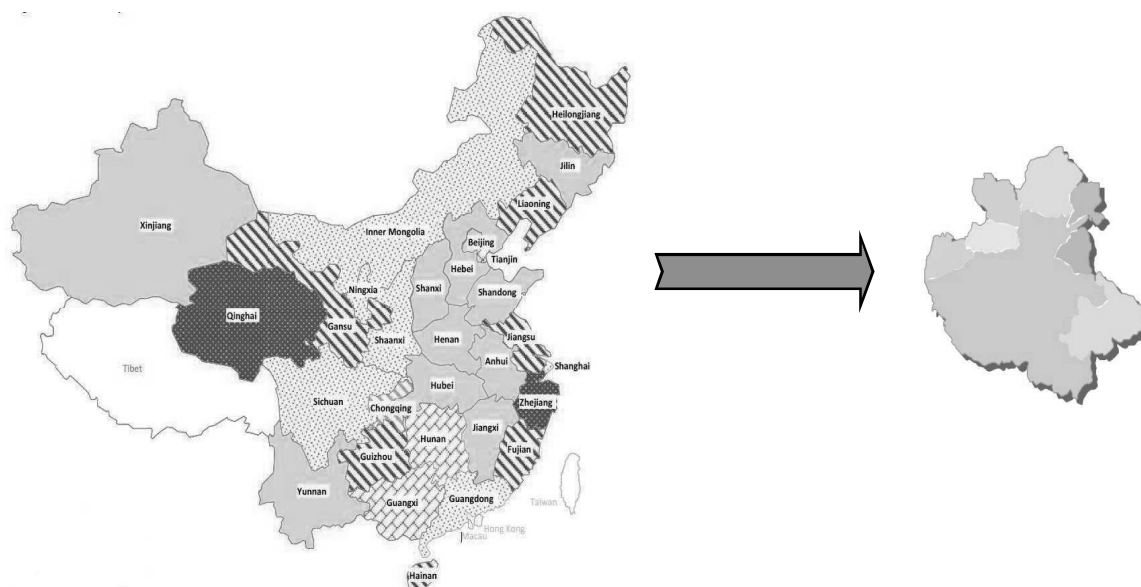 Heilongjiang
Jilin
Liaoning
Xinjiang
Inner Mongolia
Beijing
Tianjin
Hebei
Ningxia
Shanxi
Shandong
Qinghai
Gansu
Shaanxi
Henan
Jiangsu
Anhui
Shanghai
Tibet
Hubei
Sichuan
Chongqing
Zhejiang
Hunan
Jiangxi
Fujian
Guizhou
Yunnan
Guangxi
Guangdong
Taiwan
Hong Kong
Macau
Hainan